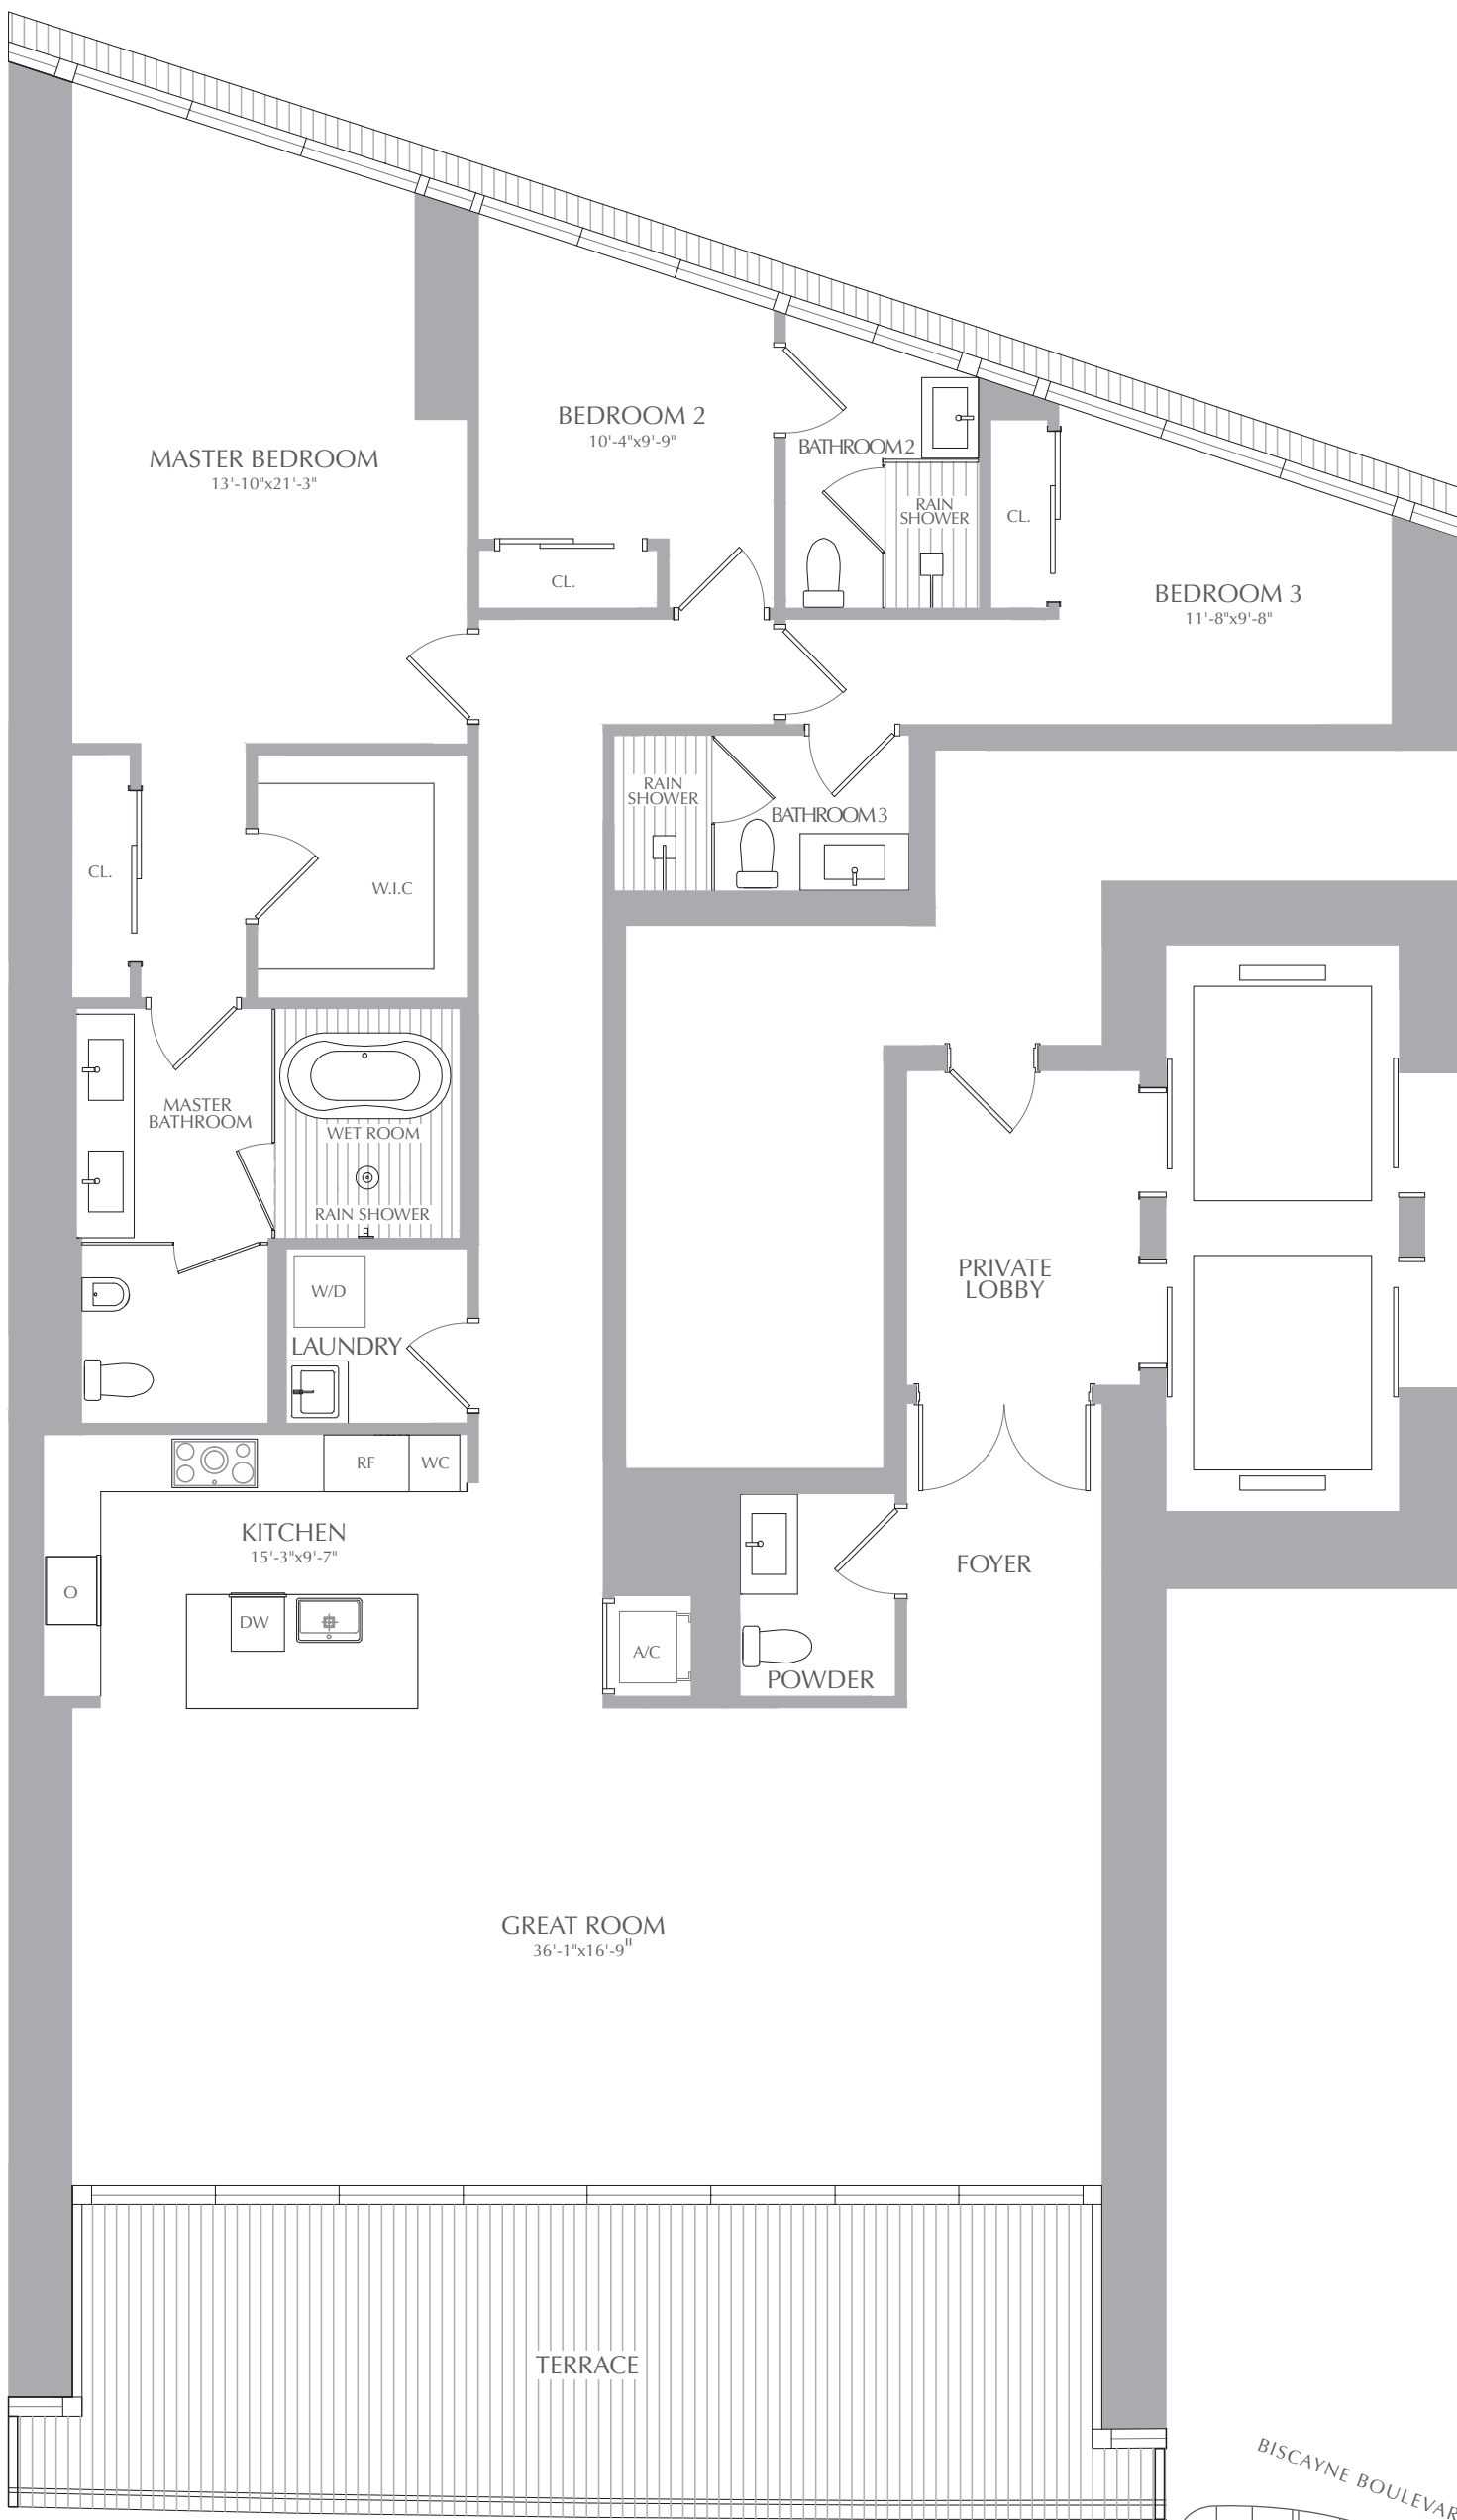 BEDROOM 2
10'-4"x9'-9"
MASTER BEDROOM
13'-10"x21'-3"
BATHROOM 2
RAIN
SHOWER
CL.
CL.
BEDROOM 3
11'-8"x9'-8"
RAIN
SHOWER
BATHROOM 3
CL.
W.I.C
MASTER
BATHROOM
WET ROOM
RAIN SHOWER
PRIVATE
LOBBY
W/D
LAUNDRY
RF
WC
KITCHEN
15'-3"x9'-7"
FOYER
O
DW
A/C
POWDER
GREAT ROOM
36'-1"x16'-9"
TERRACE
BISCAYNE BOULEVAR